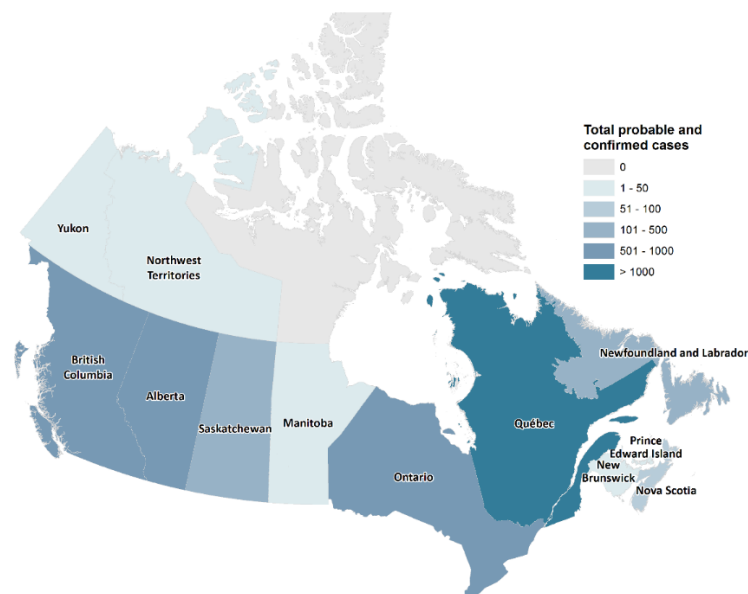 Total probable and
confirmed cases
0
1 - 50
51 - 100
101 - 500
501 - 1000
> 1000
Yukon
Northwest
Territories
British
Columbia
Alberta
Saskatchewan
Manitoba
Ontario
Québec
Newfoundland and Labrador
Prince
Edward Island
New
Brunswick
Nova Scotia